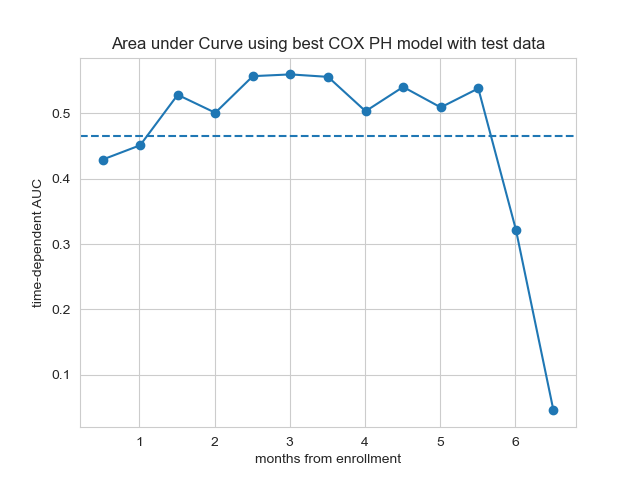 Area under Curve using best COX PH model with test data
time-dependent AUC
0.5
0.4
0.3
0.2
0.1
1 2 3 4 5 6
months from enrollment